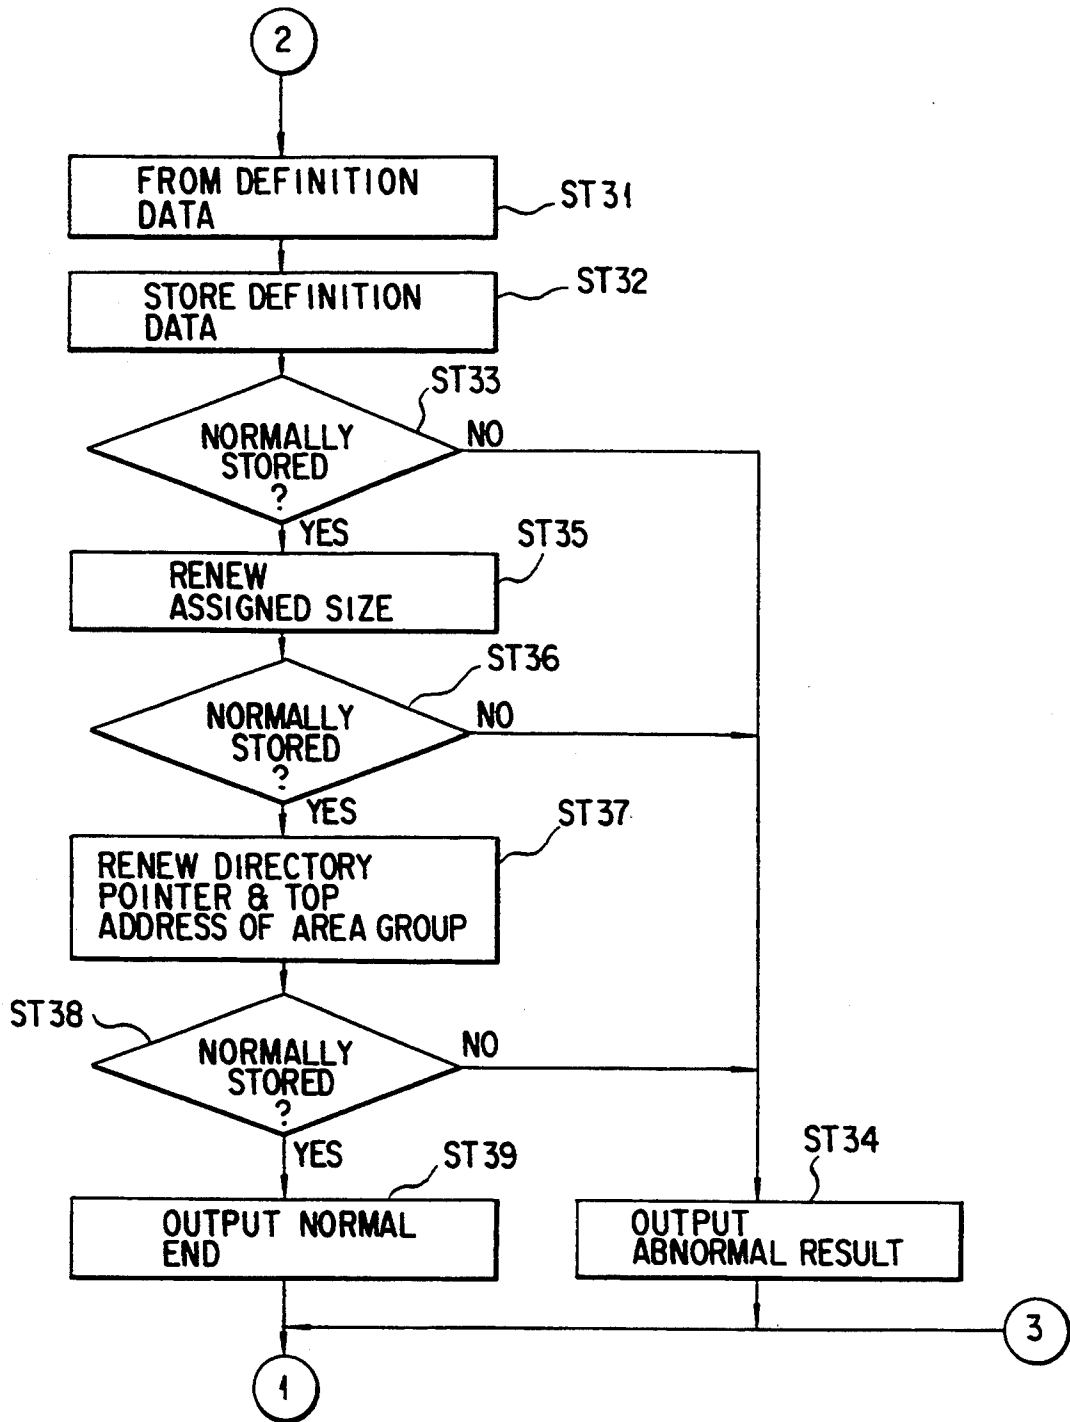 2
FROM DEFINITION
DATA
ST31
STORE DEFINITION
DATA
ST32
ST33
NORMALLY
STORED
?
NO
YES
ST35
RENEW
ASSIGNED SIZE
ST36
NORMALLY
STORED
?
NO
YES
ST37
RENEW DIRECTORY
POINTER & TOP
ADDRESS OF AREA GROUP
ST38
NORMALLY
STORED
?
NO
YES
ST39
OUTPUT NORMAL
END
ST34
OUTPUT
ABNORMAL RESULT
3
1